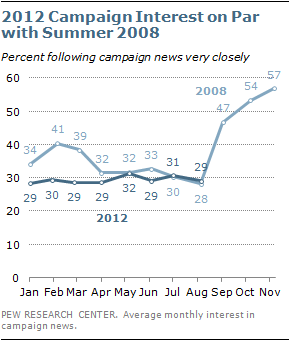 2012 Campaign Interest on Par
with Summer 2008
Percent following campaign news very closely
60
50
40
30
20
10
0
2008
34 41 39 32 32 33 31 29 47 54 57
29 30 29 29 32 29 30 28
2012
Jan Feb Mar Apr May Jun Jul Aug Sep Oct Nov
PEW RESEARCH CENTER. Average monthly interest in
campaign news.